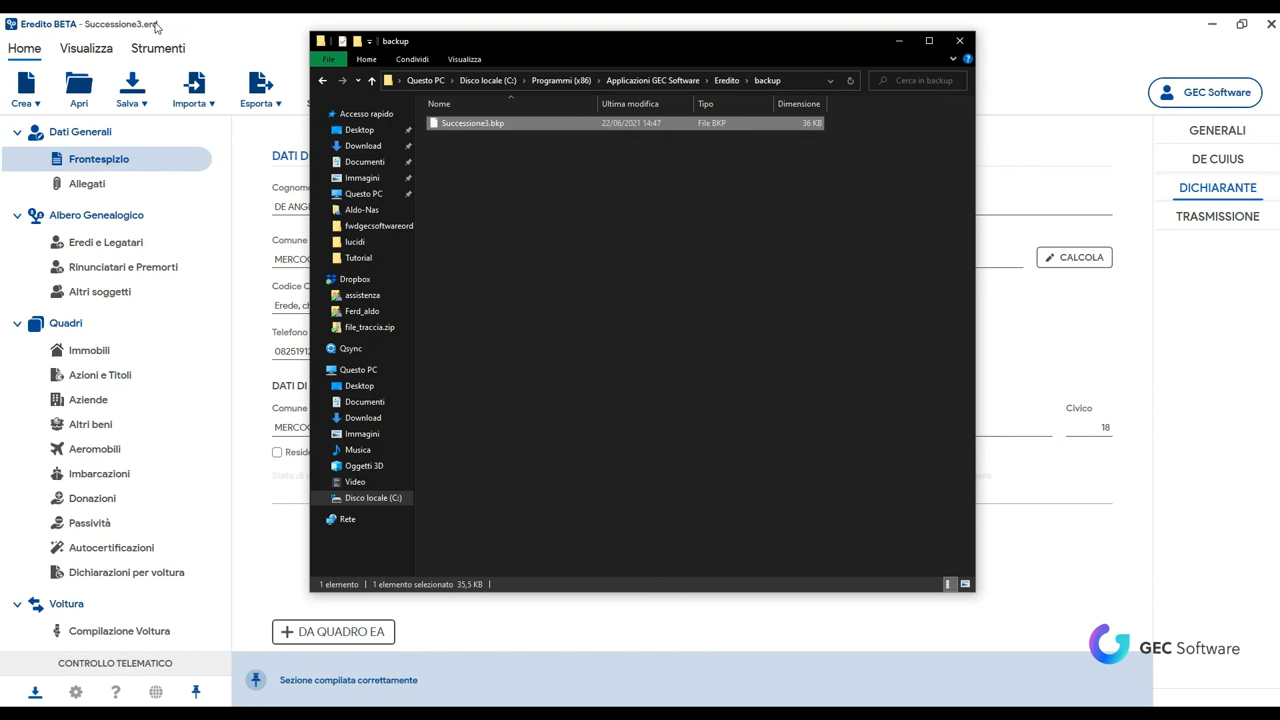 Eredito BETA - Successione3.ere
Home
Visualizza
Strumenti
Crea
Apri
Salva
Importa
Esporta
GEC Software
Dati Generali
Frontespizio
Allegati
Albero Genealogico
Eredi e Legatari
Rinunciatari e Premorti
Altri soggetti
Quadri
Immobili
Azioni e Titoli
Aziende
Altri beni
Aeromobili
Imbarcazioni
Donazioni
Passività
Autocertificazioni
Dichiarazioni per voltura
Voltura
Compilazione Voltura
CONTROLLO TELEMATICO
DATI DI
Cognome
DE ANG
Comune
MERCOG
CALCOLA
Codice C
Erede, ch
Telefono
0825191
DATI DI
Comune
Civico
MERCOG
18
Reside
DA QUADRO EA
Sezione compilata correttamente
GENERALI
DE CUIUS
DICHIARANTE
TRASMISSIONE
GEC Software
backup
File
Home
Condividi
Visualizza
Questo PC
Disco locale (C:)
Programmi (x86)
Applicazioni GEC Software
Eredito
backup
Cerca in backup
Nome
Ultima modifica
Tipo
Dimensione
Successione3.bkp
22/06/2021 14:47
File BKP
36 KB
Accesso rapido
Desktop
Download
Documenti
Immagini
Questo PC
Aldo-Nas
fwdgecsoftwareord
lucidi
Tutorial
Dropbox
assistenza
Ferd_aldo
file_traccia.zip
Qsync
Questo PC
Desktop
Documenti
Download
Immagini
Musica
Oggetti 3D
Video
Disco locale (C:)
Rete
1 elemento
1 elemento selezionato 35,5 KB